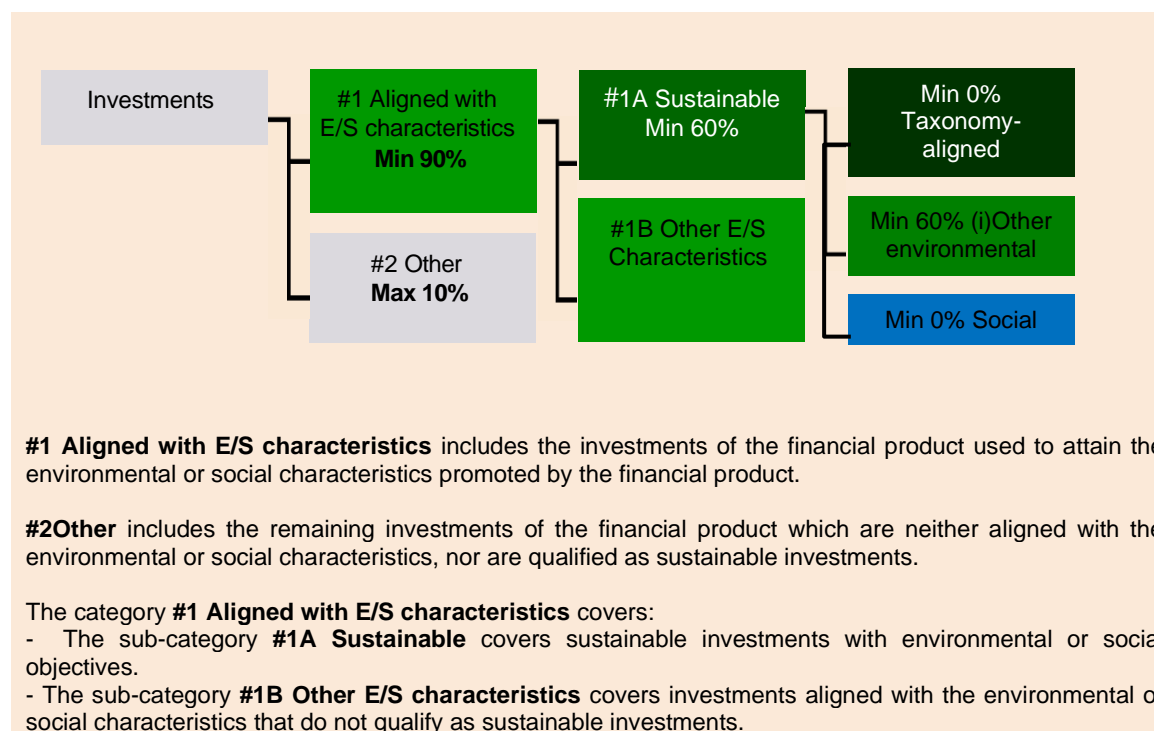 Investments
#1 Aligned with
E/S characteristics
Min 90%
#2 Other
Max 10%
#1A Sustainable
Min 60%
#1B Other E/S
Characteristics
Min 0%
Taxonomy-
aligned
Min 60% (i)Other
environmental
Min 0% Social
#1 Aligned with E/S characteristics includes the investments of the financial product used to attain the
environmental or social characteristics promoted by the financial product.
#2Other includes the remaining investments of the financial product which are neither aligned with the
environmental or social characteristics, nor are qualified as sustainable investments.
The category #1 Aligned with E/S characteristics covers:
- The sub-category #1A Sustainable covers sustainable investments with environmental or social
objectives.
- The sub-category #1B Other E/S characteristics covers investments aligned with the environmental o
social characteristics that do not qualify as sustainable investments.